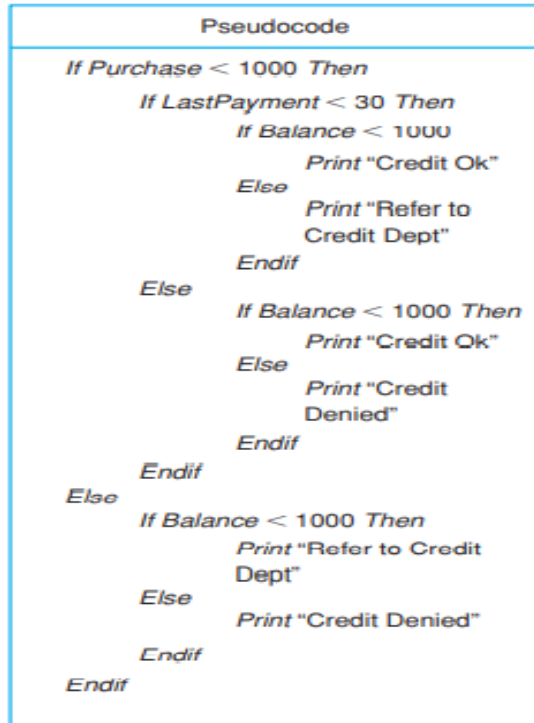 Pseudocode
If Purchase < 1000 Then
If LastPayment < 30 Then
If Balance < 1000
Print “Credit Ok”
Else
Print “Refer to
Credit Dept”
Endif
Else
If Balance < 1000 Then
Print “Credit Ok”
Else
Print “Credit
Denied”
Endif
Endif
Else
If Balance < 1000 Then
Print “Refer to Credit
Dept”
Else
Print “Credit Denied”
Endif
Endif